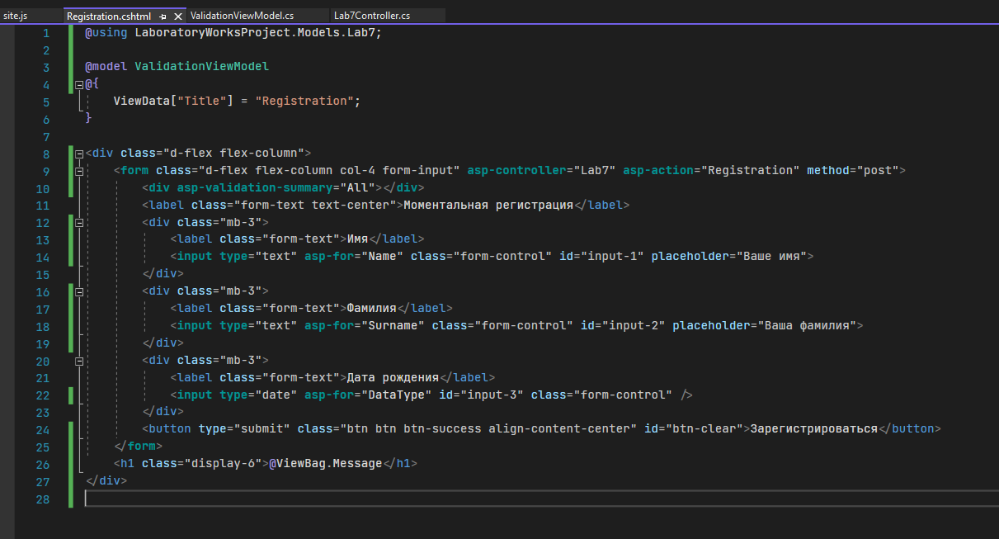 site.js Registration.cshtml ValidationViewModel.cs Lab7Controller.cs
1 @using LaboratoryWorksProject.Models.Lab7;
2
3 @model ValidationViewModel
4 @{
5 ViewData["Title"] = "Registration";
6 }
7
8 <div class="d-flex flex-column">
9 <form class="d-flex flex-column col-4 form-input" asp-controller="Lab7" asp-action="Registration" method="post">
10 <div asp-validation-summary="All"></div>
11 <label class="form-text text-center">Моментальная регистрация</label>
12 <div class="mb-3">
13 <label class="form-text">Имя</label>
14 <input type="text" asp-for="Name" class="form-control" id="input-1" placeholder="Ваше имя">
15 </div>
16 <div class="mb-3">
17 <label class="form-text">Фамилия</label>
18 <input type="text" asp-for="Surname" class="form-control" id="input-2" placeholder="Ваша фамилия">
19 </div>
20 <div class="mb-3">
21 <label class="form-text">Дата рождения</label>
22 <input type="date" asp-for="DataType" id="input-3" class="form-control" />
23 </div>
24 <button type="submit" class="btn btn btn-success align-content-center" id="btn-clear">Зарегистрироваться</button>
25 </form>
26 <h1 class="display-6">@ViewBag.Message</h1>
27 </div>
28